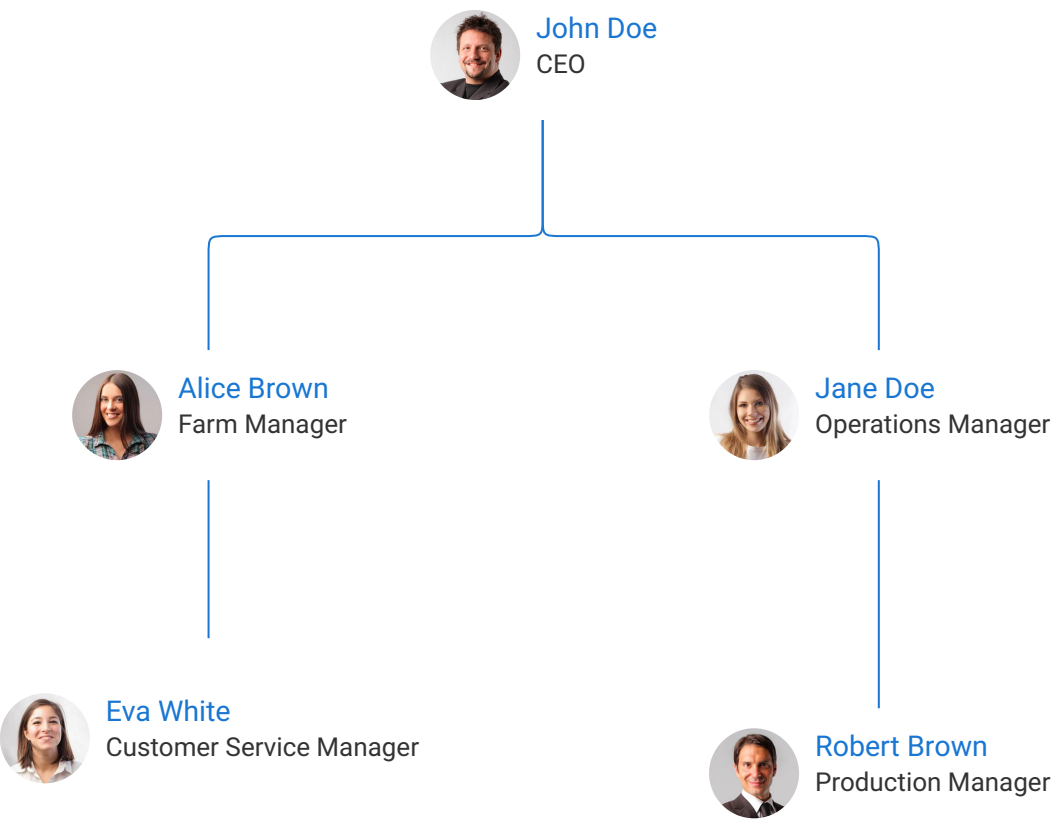 John Doe
CEO
Alice Brown
Farm Manager
Jane Doe
Operations Manager
Eva White
Customer Service Manager
Robert Brown
Production Manager